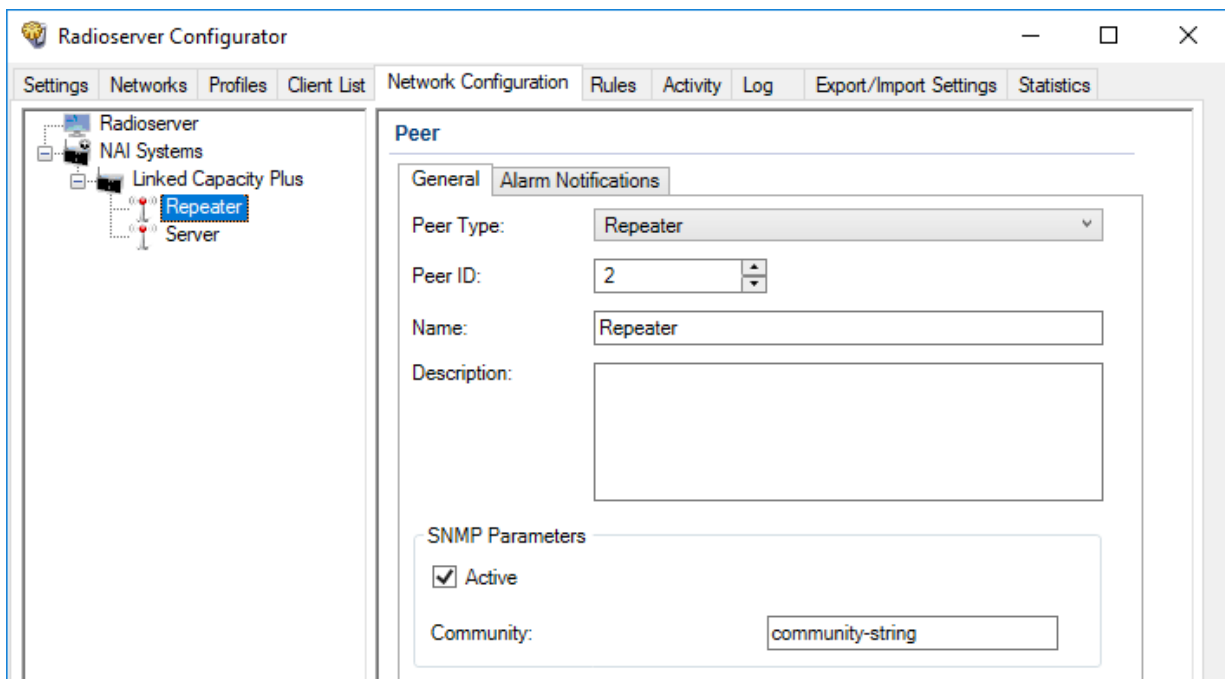 Radioserver Configurator
Settings Networks Profiles Client List Network Configuration Rules Activity Log Export/Import Settings Statistics
Radioserver
NAI Systems
Linked Capacity Plus
Repeater
Server
Peer
General Alarm Notifications
Peer Type: Repeater
Peer ID: 2
Name: Repeater
Description:
SNMP Parameters
Active
Community: community-string